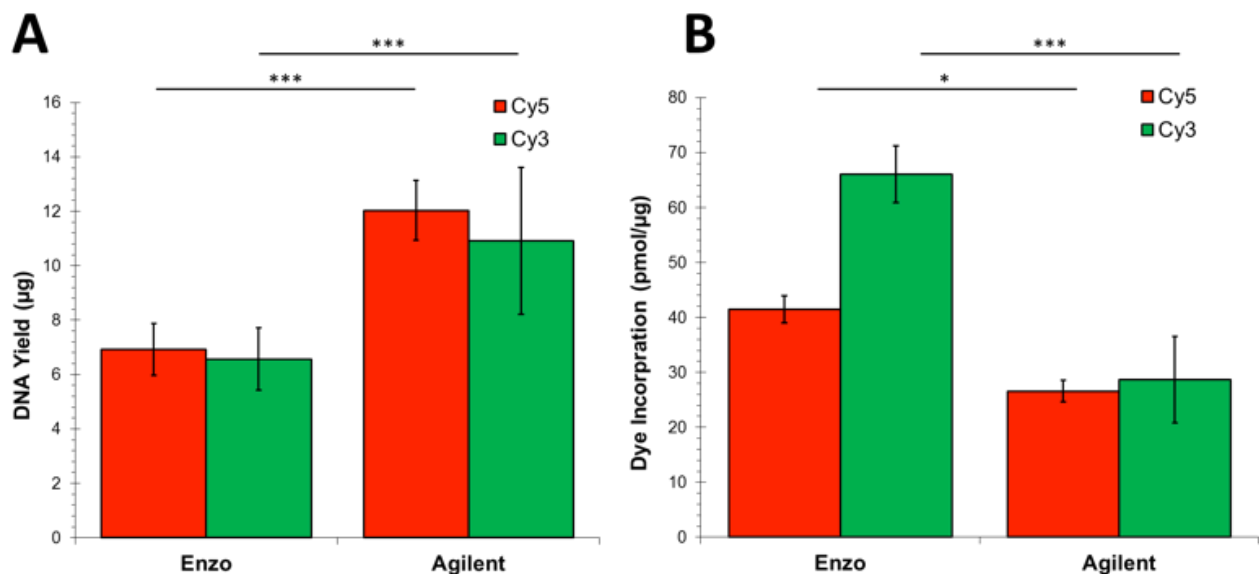 A
***
***
16
14
12
10
8
6
4
2
0
DNA Yield (µg)
Cy5
Cy3
Enzo
Agilent
B
***
*
80
70
60
50
40
30
20
10
0
Dye Incorpration (pmol/µg)
Cy5
Cy3
Enzo
Agilent